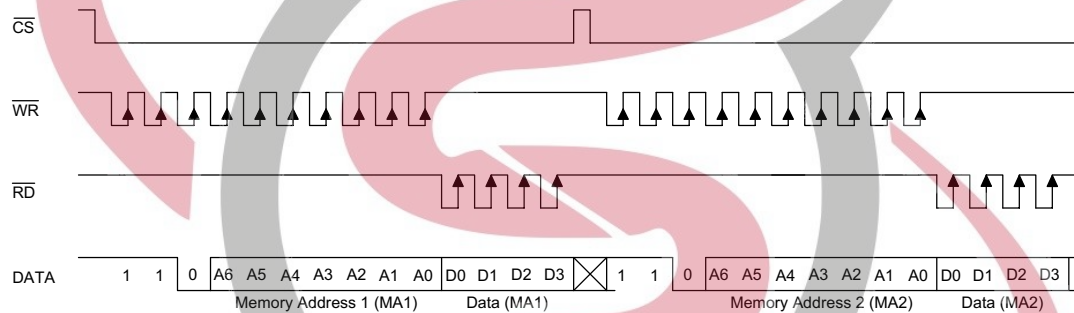 CS
WR
RD
DATA 1 1 0 A6 A5 A4 A3 A2 A1 A0 D0 D1 D2 D3 1 1 0 A6 A5 A4 A3 A2 A1 A0 D0 D1 D2 D3
Memory Address 1 (MA1) Data (MA1) Memory Address 2 (MA2) Data (MA2)